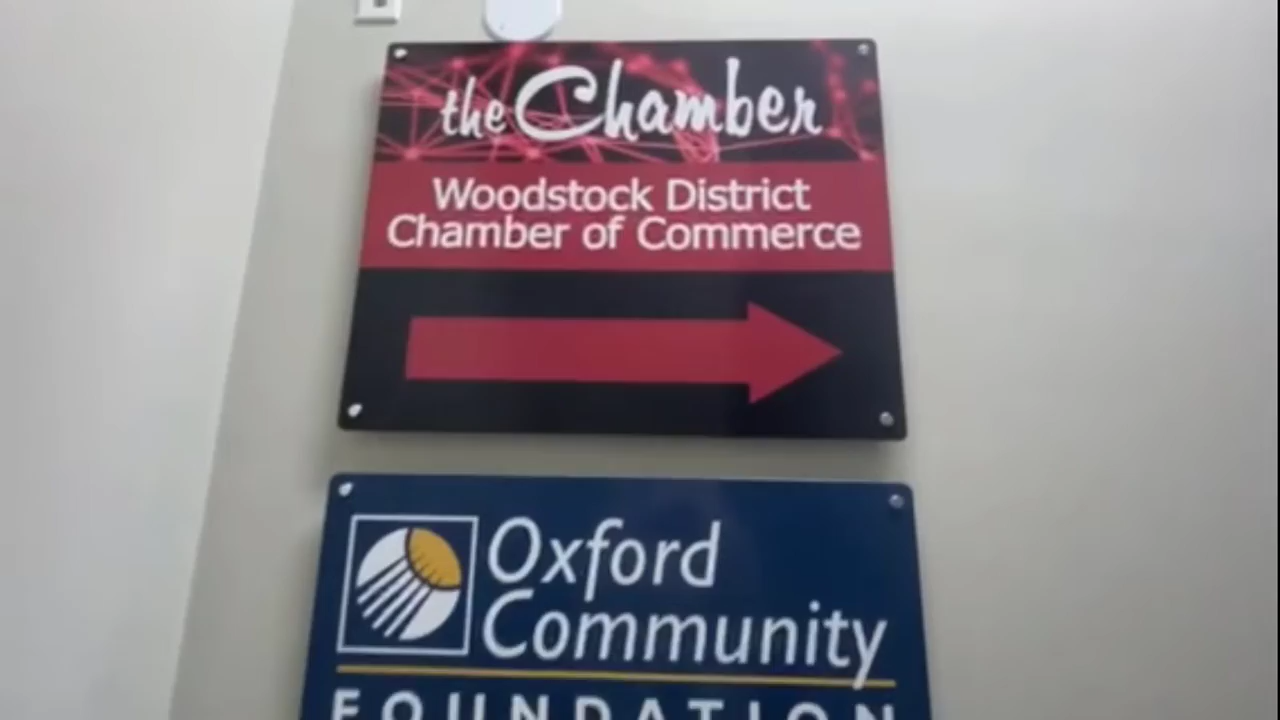 the Chamber
Woodstock District
Chamber of Commerce
Oxford
Community
FOUNDATION